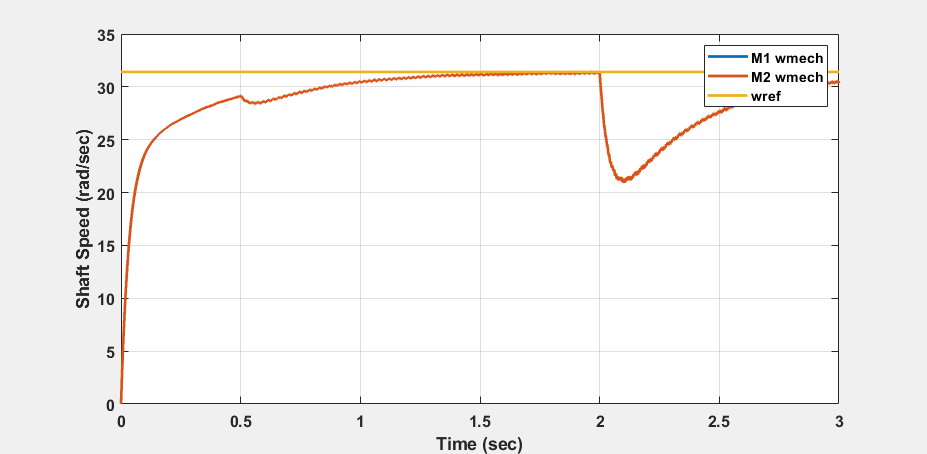 35
30
25
20
15
10
5
0
Shaft Speed (rad/sec)
M1 wmech
M2 wmech
wref
0 0.5 1 1.5 2 2.5 3
Time (sec)